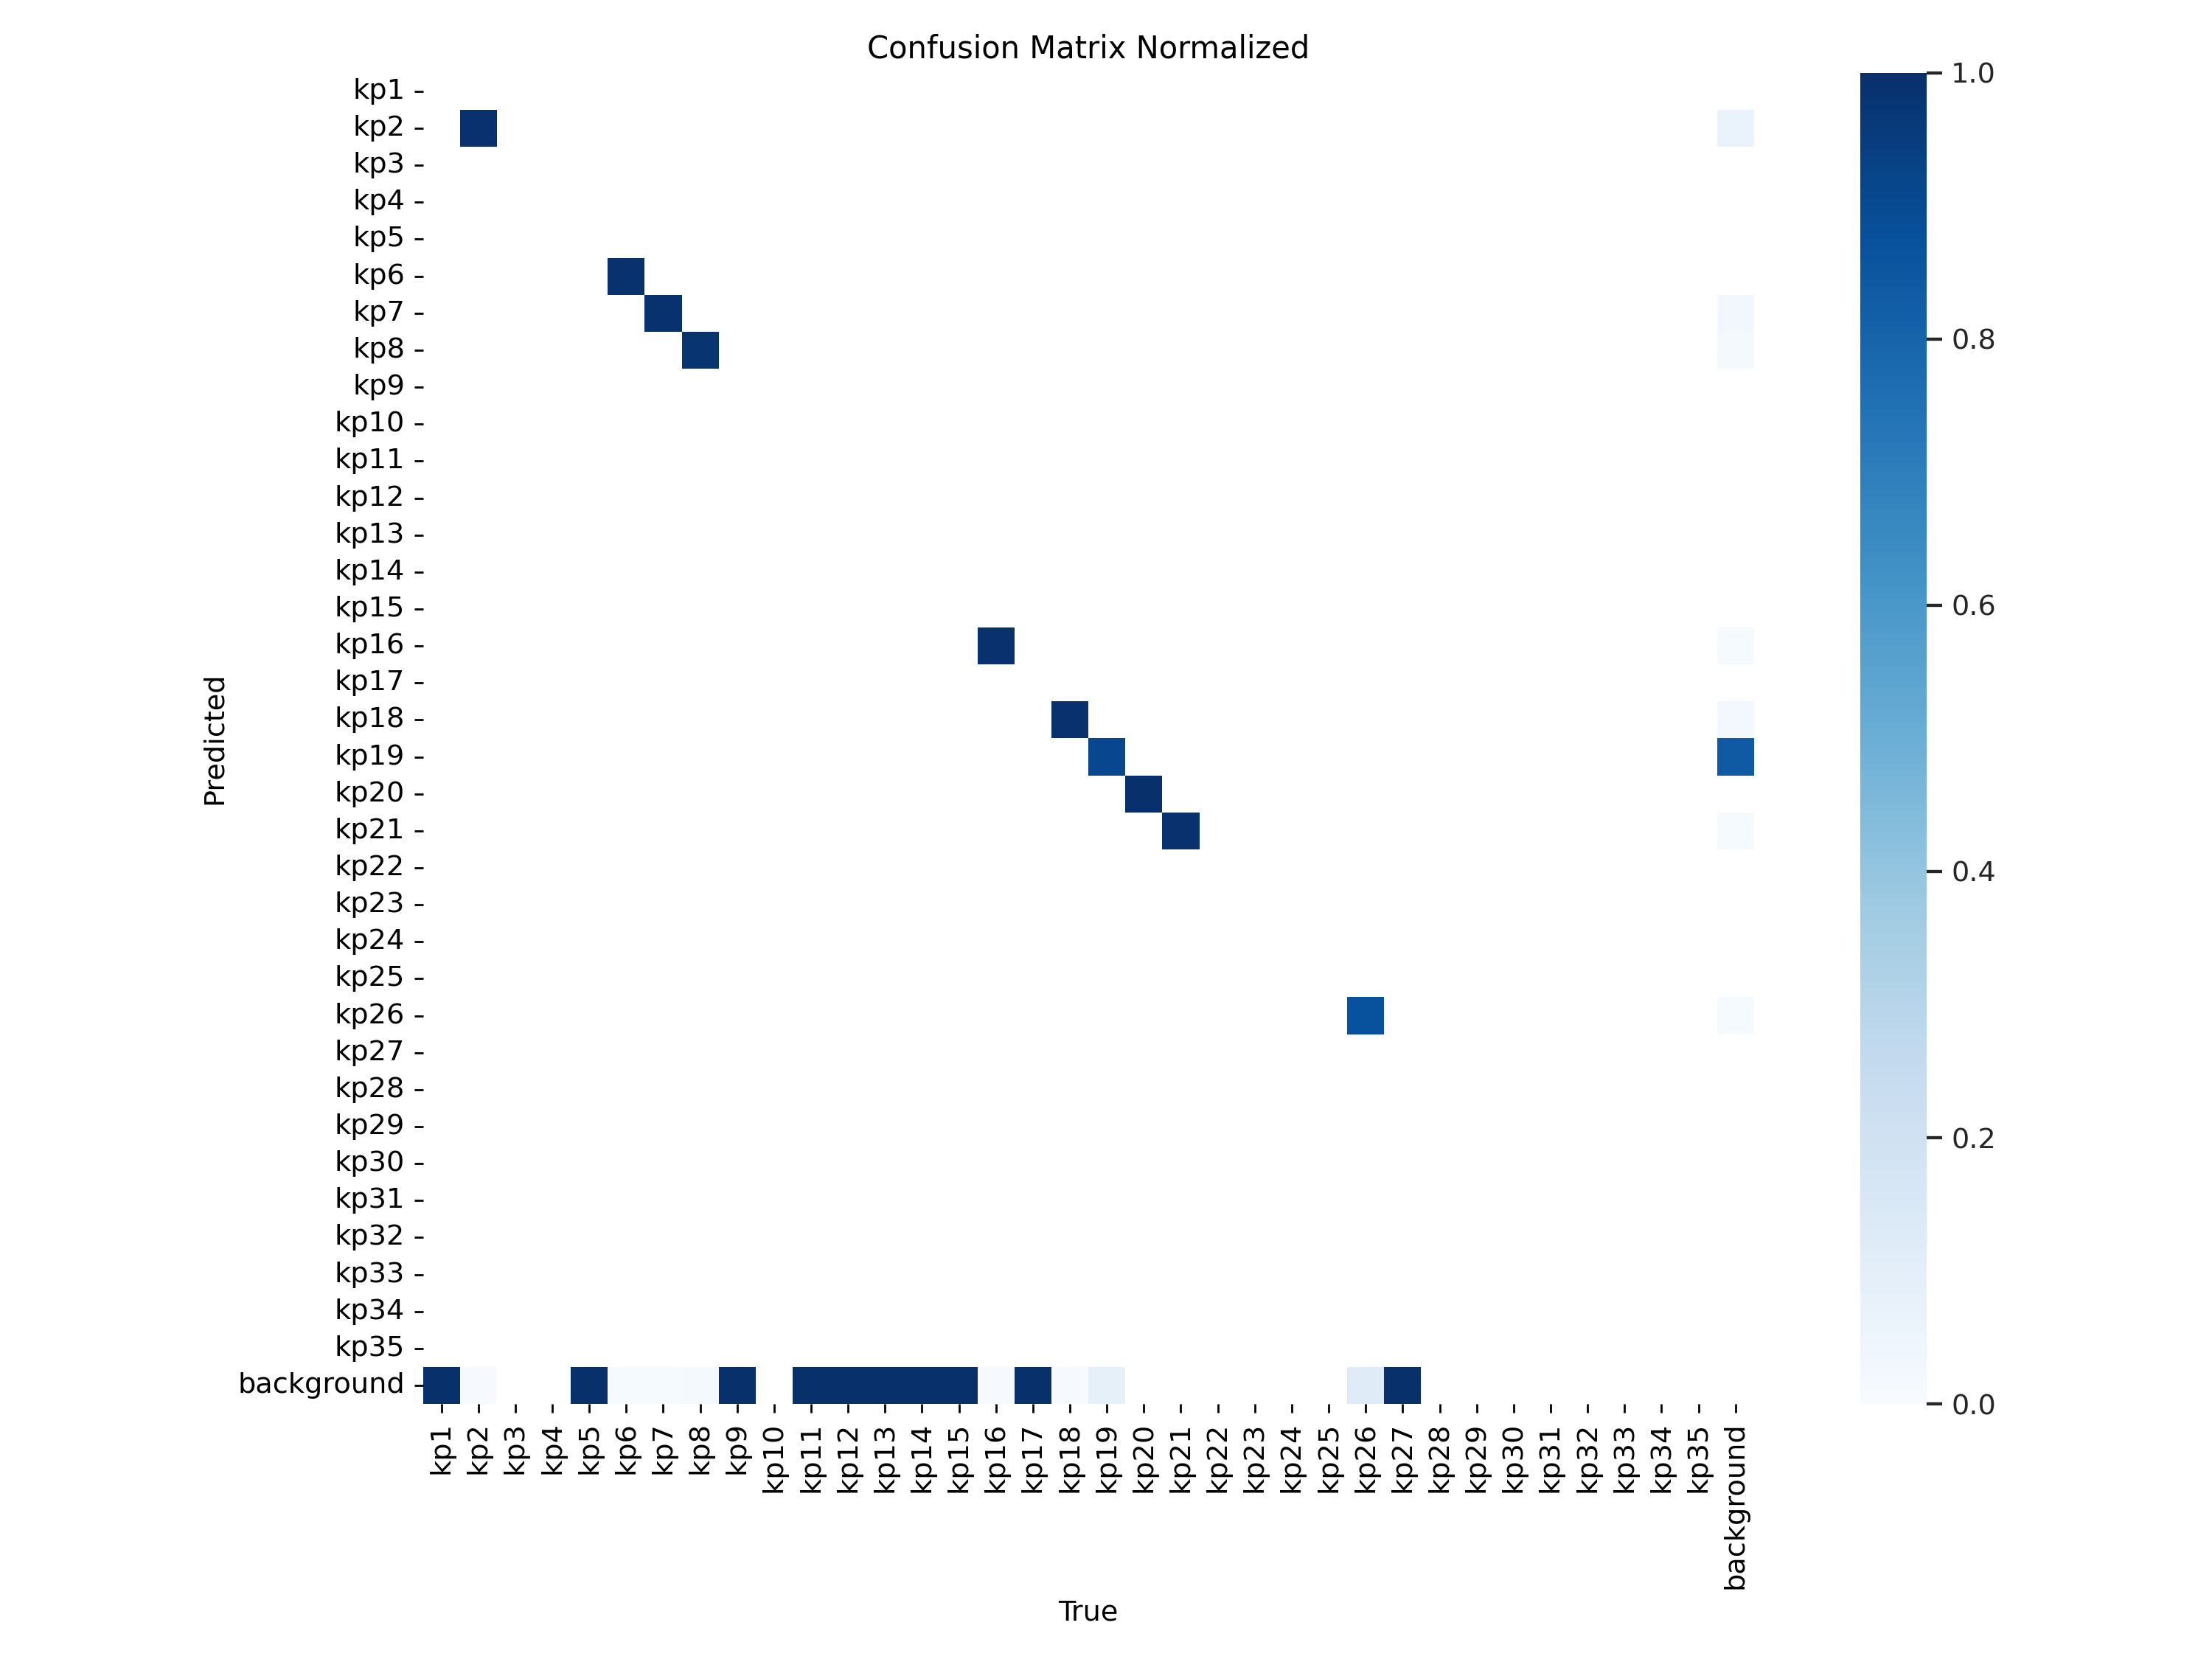 Confusion Matrix Normalized
Predicted
kp1
kp2
kp3
kp4
kp5
kp6
kp7
kp8
kp9
kp10
kp11
kp12
kp13
kp14
kp15
kp16
kp17
kp18
kp19
kp20
kp21
kp22
kp23
kp24
kp25
kp26
kp27
kp28
kp29
kp30
kp31
kp32
kp33
kp34
kp35
background
kp1 kp2 kp3 kp4 kp5 kp6 kp7 kp8 kp9 kp10 kp11 kp12 kp13 kp14 kp15 kp16 kp17 kp18 kp19 kp20 kp21 kp22 kp23 kp24 kp25 kp26 kp27 kp28 kp29 kp30 kp31 kp32 kp33 kp34 kp35 background
True
1.0
0.8
0.6
0.4
0.2
0.0